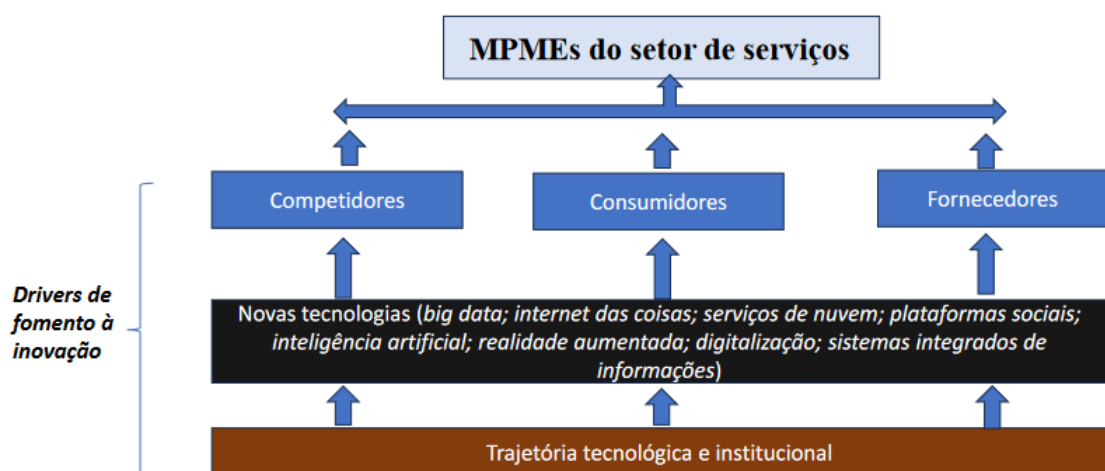 MPMEs do setor de serviços
Competidores
Consumidores
Fornecedores
Drivers de
fomento à
inovação
Novas tecnologias (big data; internet das coisas; serviços de nuvem; plataformas sociais;
inteligência artificial; realidade aumentada; digitalização; sistemas integrados de
informações)
Trajetória tecnológica e institucional